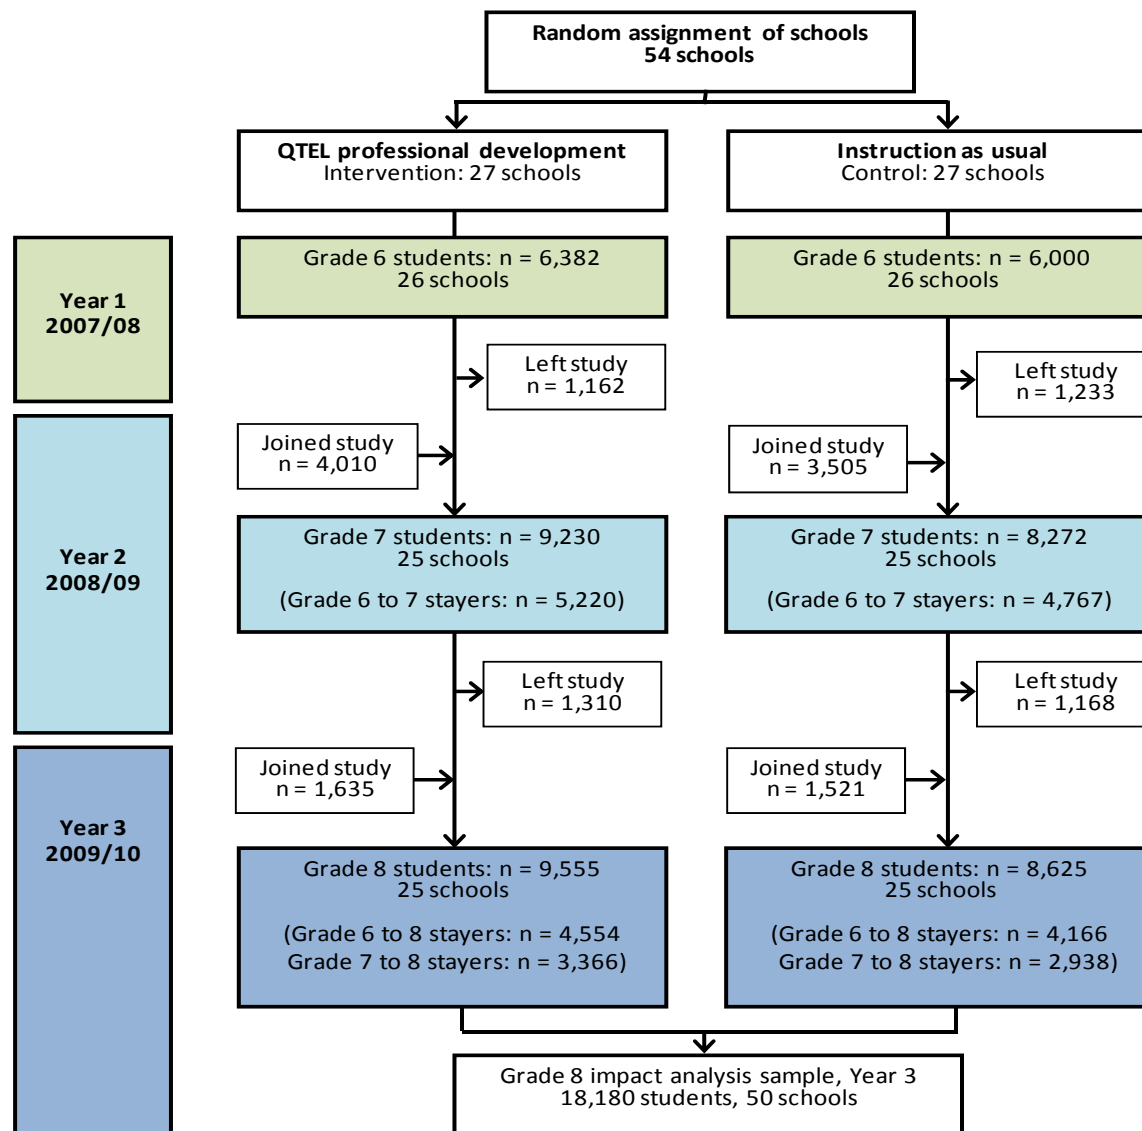 Random assignment of schools
54 schools
QTEL professional development
Intervention: 27 schools
Instruction as usual
Control: 27 schools
Year 1
2007/08
Grade 6 students: n = 6,382
26 schools
Grade 6 students: n = 6,000
26 schools
Left study
n = 1,162
Left study
n = 1,233
Joined study
n = 4,010
Joined study
n = 3,505
Year 2
2008/09
Grade 7 students: n = 9,230
25 schools
(Grade 6 to 7 stayers: n = 5,220)
Grade 7 students: n = 8,272
25 schools
(Grade 6 to 7 stayers: n = 4,767)
Left study
n = 1,310
Left study
n = 1,168
Joined study
n = 1,635
Joined study
n = 1,521
Year 3
2009/10
Grade 8 students: n = 9,555
25 schools
(Grade 6 to 8 stayers: n = 4,554
Grade 7 to 8 stayers: n = 3,366)
Grade 8 students: n = 8,625
25 schools
(Grade 6 to 8 stayers: n = 4,166
Grade 7 to 8 stayers: n = 2,938)
Grade 8 impact analysis sample, Year 3
18,180 students, 50 schools